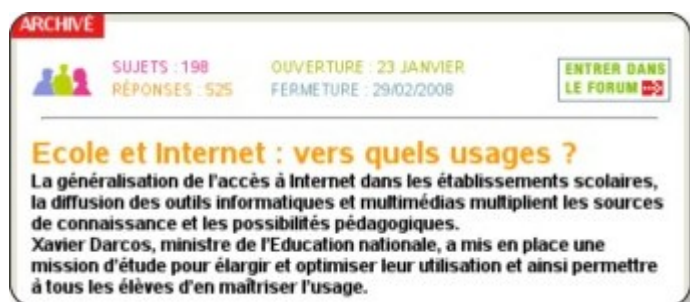 ARCHIVÉ
SUJETS : 198
OUVERTURE : 23 JANVIER
RÉPONSES : 525
FERMETURE : 29/02/2008
ENTRER DANS
LE FORUM
Ecole et Internet : vers quels usages ?
La généralisation de l'accès à Internet dans les établissements scolaires,
la diffusion des outils informatiques et multimédias multiplient les sources
de connaissance et les possibilités pédagogiques.
Xavier Darcos, ministre de l'Education nationale, a mis en place une
mission d'étude pour élargir et optimiser leur utilisation et ainsi permettre
à tous les élèves d'en maîtriser l'usage.